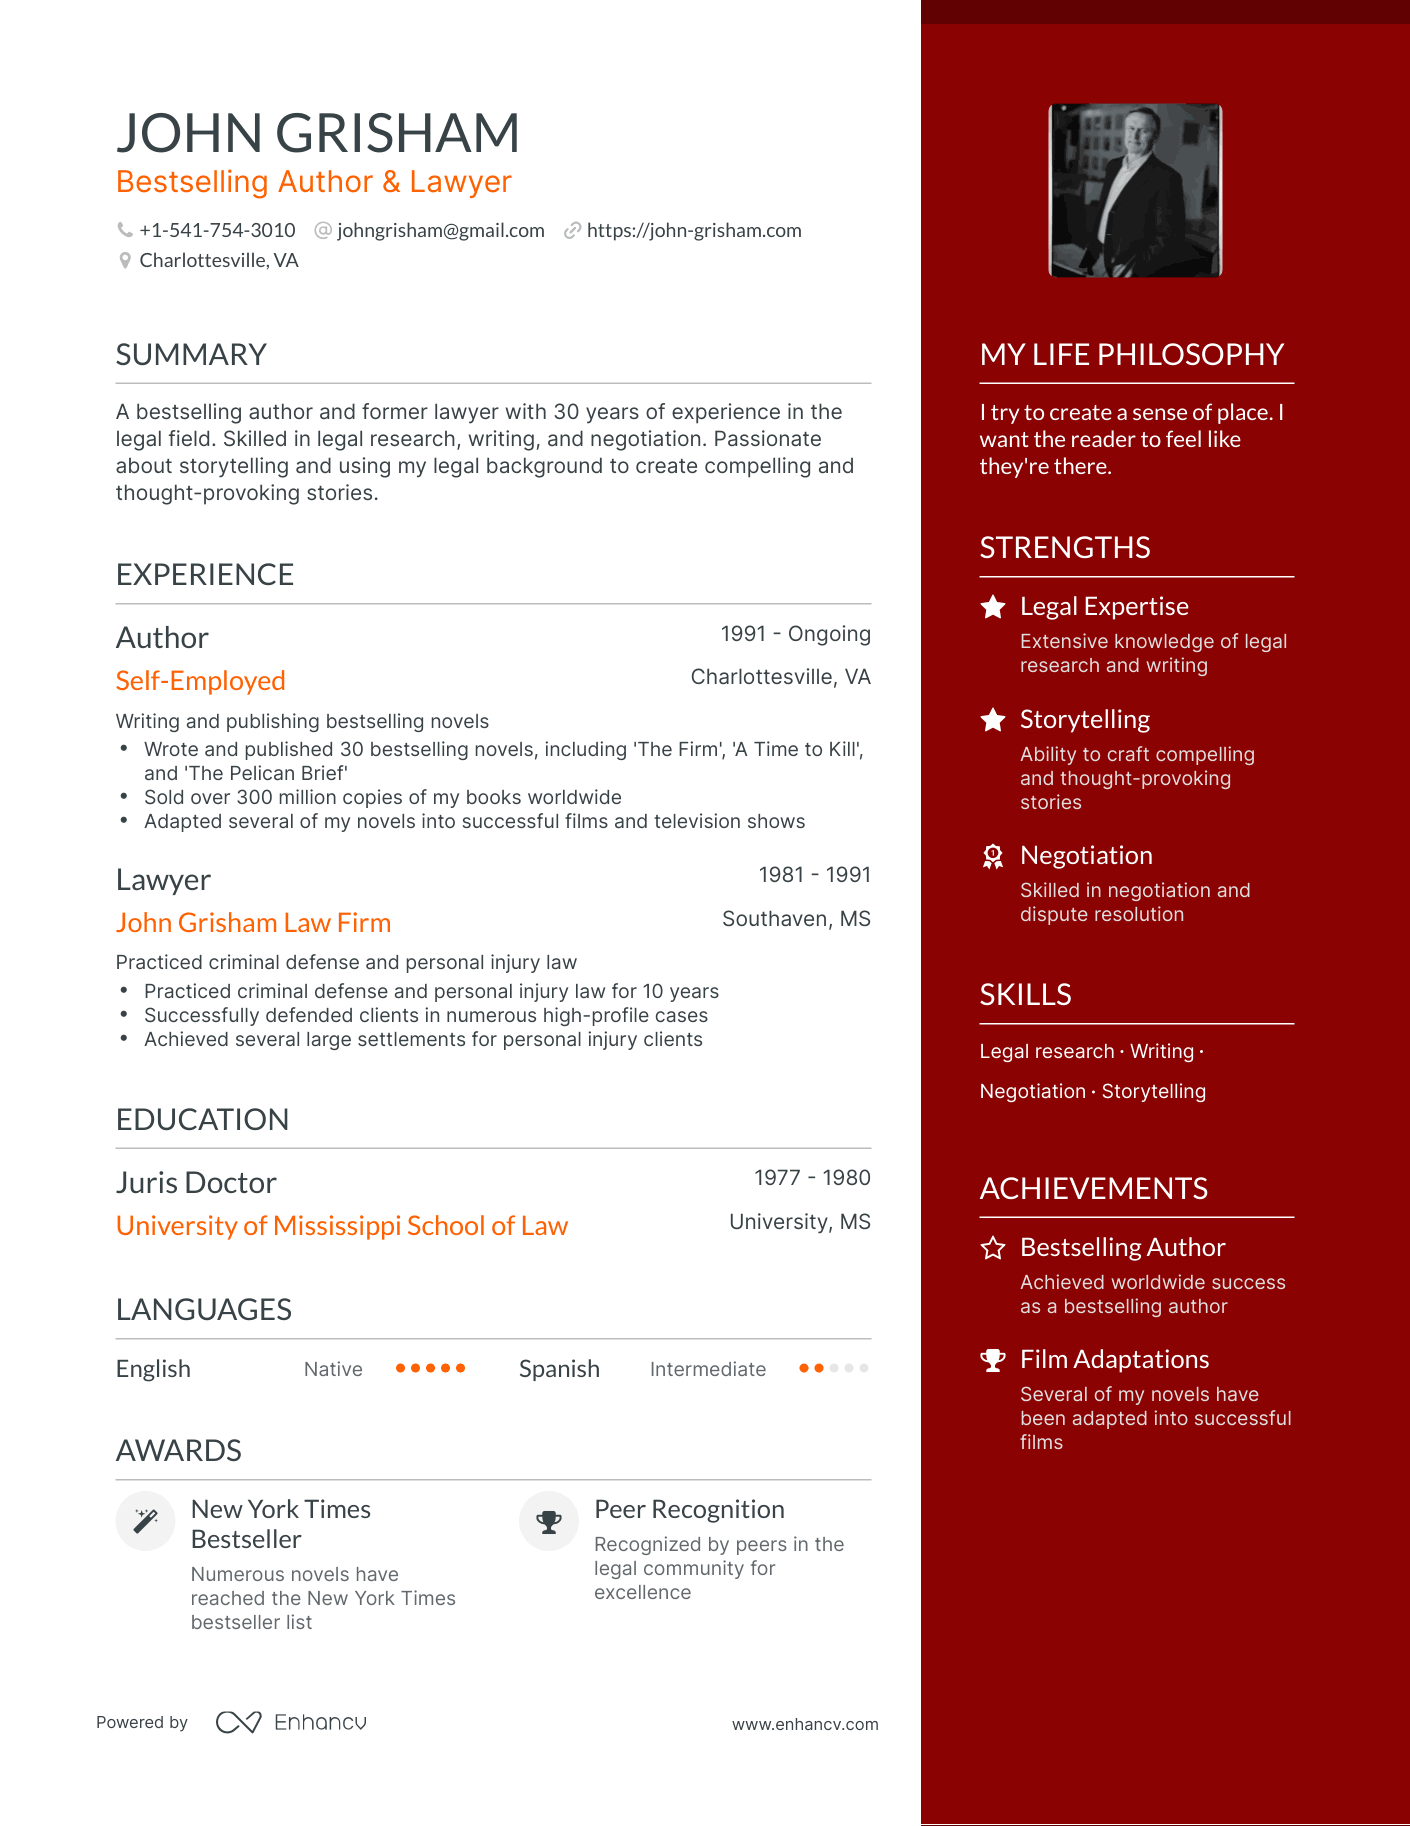 JOHN GRISHAM
Bestselling Author & Lawyer
+1-541-754-3010 johngrisham@gmail.com https://john-grisham.com
Charlottesville, VA
SUMMARY
A bestselling author and former lawyer with 30 years of experience in the
legal field. Skilled in legal research, writing, and negotiation. Passionate
about storytelling and using my legal background to create compelling and
thought-provoking stories.
EXPERIENCE
Author 1991 - Ongoing
Self-Employed Charlottesville, VA
Writing and publishing bestselling novels
• Wrote and published 30 bestselling novels, including 'The Firm', 'A Time to Kill',
and 'The Pelican Brief'
• Sold over 300 million copies of my books worldwide
• Adapted several of my novels into successful films and television shows
Lawyer 1981 - 1991
John Grisham Law Firm Southaven, MS
Practiced criminal defense and personal injury law
• Practiced criminal defense and personal injury law for 10 years
• Successfully defended clients in numerous high-profile cases
• Achieved several large settlements for personal injury clients
EDUCATION
Juris Doctor 1977 - 1980
University of Mississippi School of Law University, MS
LANGUAGES
English Native Spanish Intermediate
AWARDS
New York Times
Bestseller
Numerous novels have
reached the New York Times
bestseller list
Peer Recognition
Recognized by peers in the
legal community for
excellence
MY LIFE PHILOSOPHY
I try to create a sense of place. I
want the reader to feel like
they're there.
STRENGTHS
Legal Expertise
Extensive knowledge of legal
research and writing
Storytelling
Ability to craft compelling
and thought-provoking
stories
Negotiation
Skilled in negotiation and
dispute resolution
SKILLS
Legal research · Writing ·
Negotiation · Storytelling
ACHIEVEMENTS
Bestselling Author
Achieved worldwide success
as a bestselling author
Film Adaptations
Several of my novels have
been adapted into successful
films
Powered by Enhancv www.enhancv.com